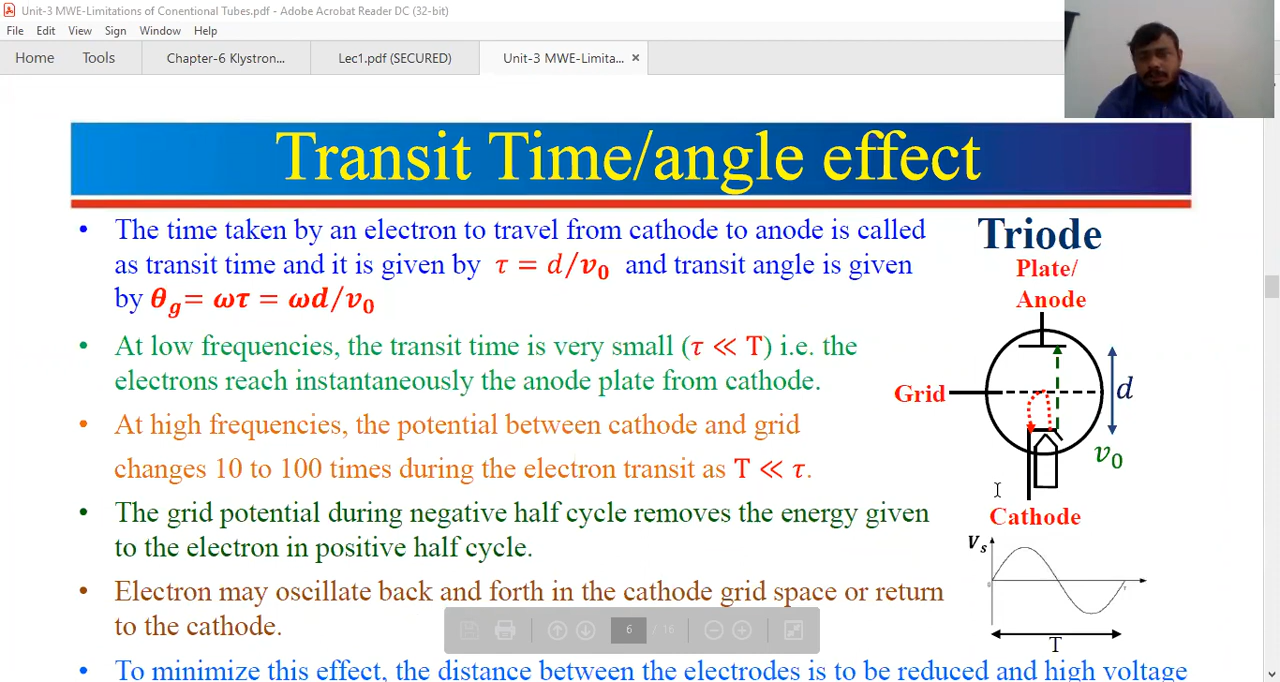 Unit-3 MWE-Limitations of Conentional Tubes.pdf - Adobe Acrobat Reader DC (32-bit)
File Edit View Sign Window Help
Home Tools Chapter-6 Klystron... Lec1.pdf (SECURED) Unit-3 MWE-Limita... ×
Transit Time/angle effect
• The time taken by an electron to travel from cathode to anode is called
as transit time and it is given by τ = d/v₀ and transit angle is given
by θg= ωτ = ωd/v₀
• At low frequencies, the transit time is very small (τ ≪ T) i.e. the
electrons reach instantaneously the anode plate from cathode.
• At high frequencies, the potential between cathode and grid
changes 10 to 100 times during the electron transit as T ≪ τ.
• The grid potential during negative half cycle removes the energy given
to the electron in positive half cycle.
• Electron may oscillate back and forth in the cathode grid space or return
to the cathode.
• To minimize this effect, the distance between the electrodes is to be reduced and high voltage
Triode
Plate/
Anode
Grid
d
v₀
Cathode
Vs
T
6 / 16